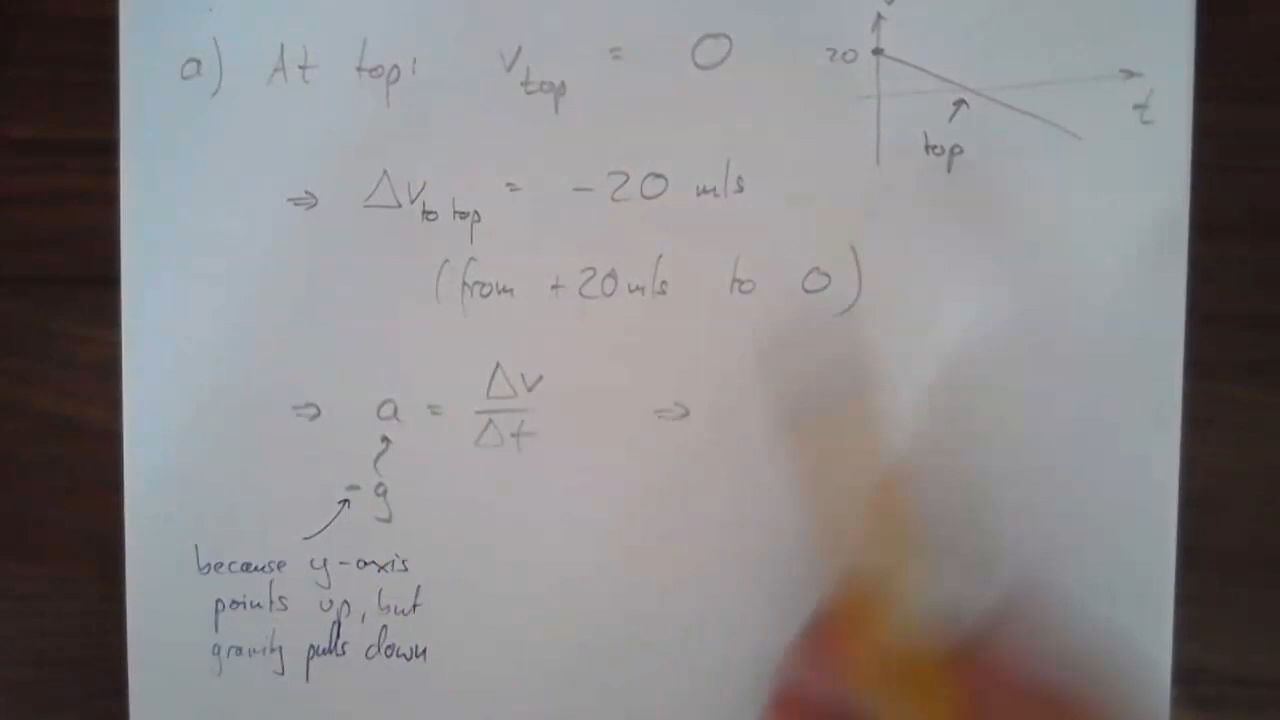 a) At top: v_top = 0
20
t
top
⇒ Δv_to top = -20 m/s
(from +20 m/s to 0)
⇒ a = Δv/Δt ⇒
-g
because y-axis
points up, but
gravity pulls down